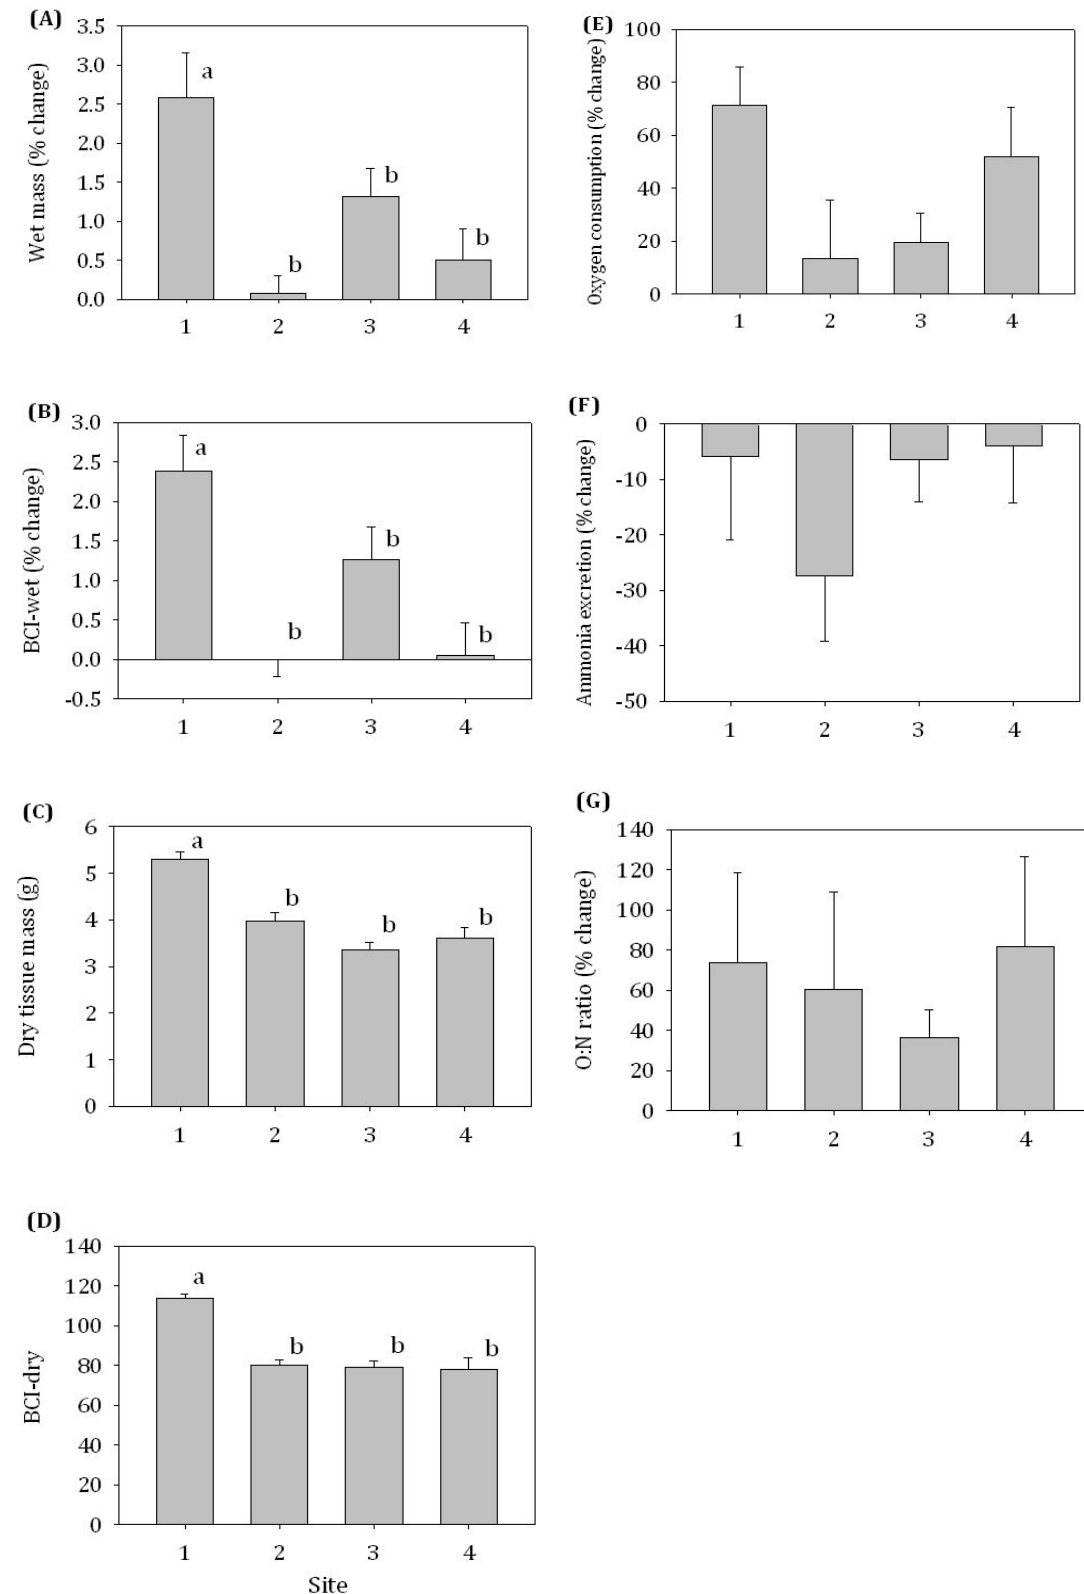 (A)
Wet mass (% change)
3.5
3.0
2.5
2.0
1.5
1.0
0.5
0.0
a
b
b
b
1 2 3 4
(B)
BCI-wet (% change)
3.0
2.5
2.0
1.5
1.0
0.5
0.0
-0.5
a
b
b
b
1 2 3 4
(C)
Dry tissue mass (g)
6
5
4
3
2
1
0
a
b
b
b
1 2 3 4
(D)
BCI-dry
140
120
100
80
60
40
20
0
a
b
b
b
1 2 3 4
Site
(E)
Oxygen consumption (% change)
100
80
60
40
20
0
1 2 3 4
(F)
Ammonia excretion (% change)
0
-10
-20
-30
-40
-50
1 2 3 4
(G)
O:N ratio (% change)
140
120
100
80
60
40
20
0
1 2 3 4